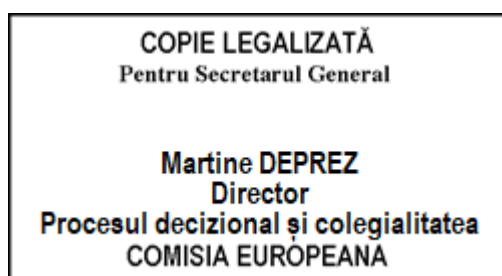 COPIE LEGALIZATĂ
Pentru Secretarul General
Martine DEPREZ
Director
Procesul decizional și colegialitatea
COMISIA EUROPEANA